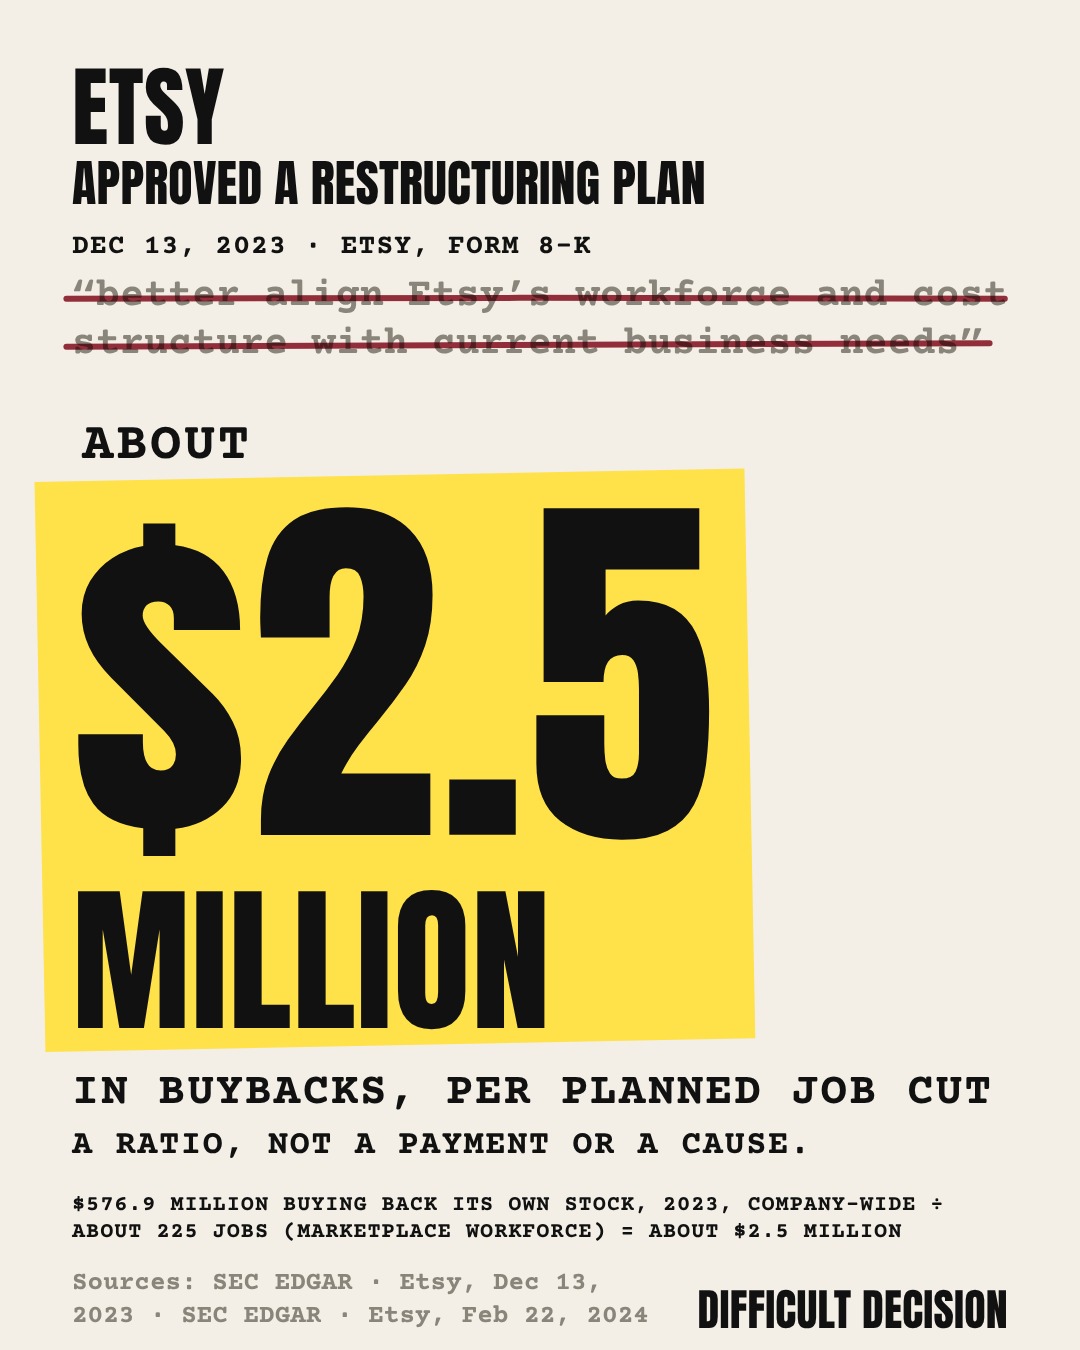 ETSY
APPROVED A RESTRUCTURING PLAN
DEC 13, 2023 · ETSY, FORM 8-K
“better align Etsy’s workforce and cost
structure with current business needs”
ABOUT
$2.5
MILLION
IN BUYBACKS, PER PLANNED JOB CUT
A RATIO, NOT A PAYMENT OR A CAUSE.
$576.9 MILLION BUYING BACK ITS OWN STOCK, 2023, COMPANY-WIDE ÷
ABOUT 225 JOBS (MARKETPLACE WORKFORCE) = ABOUT $2.5 MILLION
Sources: SEC EDGAR · Etsy, Dec 13,
2023 · SEC EDGAR · Etsy, Feb 22, 2024
DIFFICULT DECISION